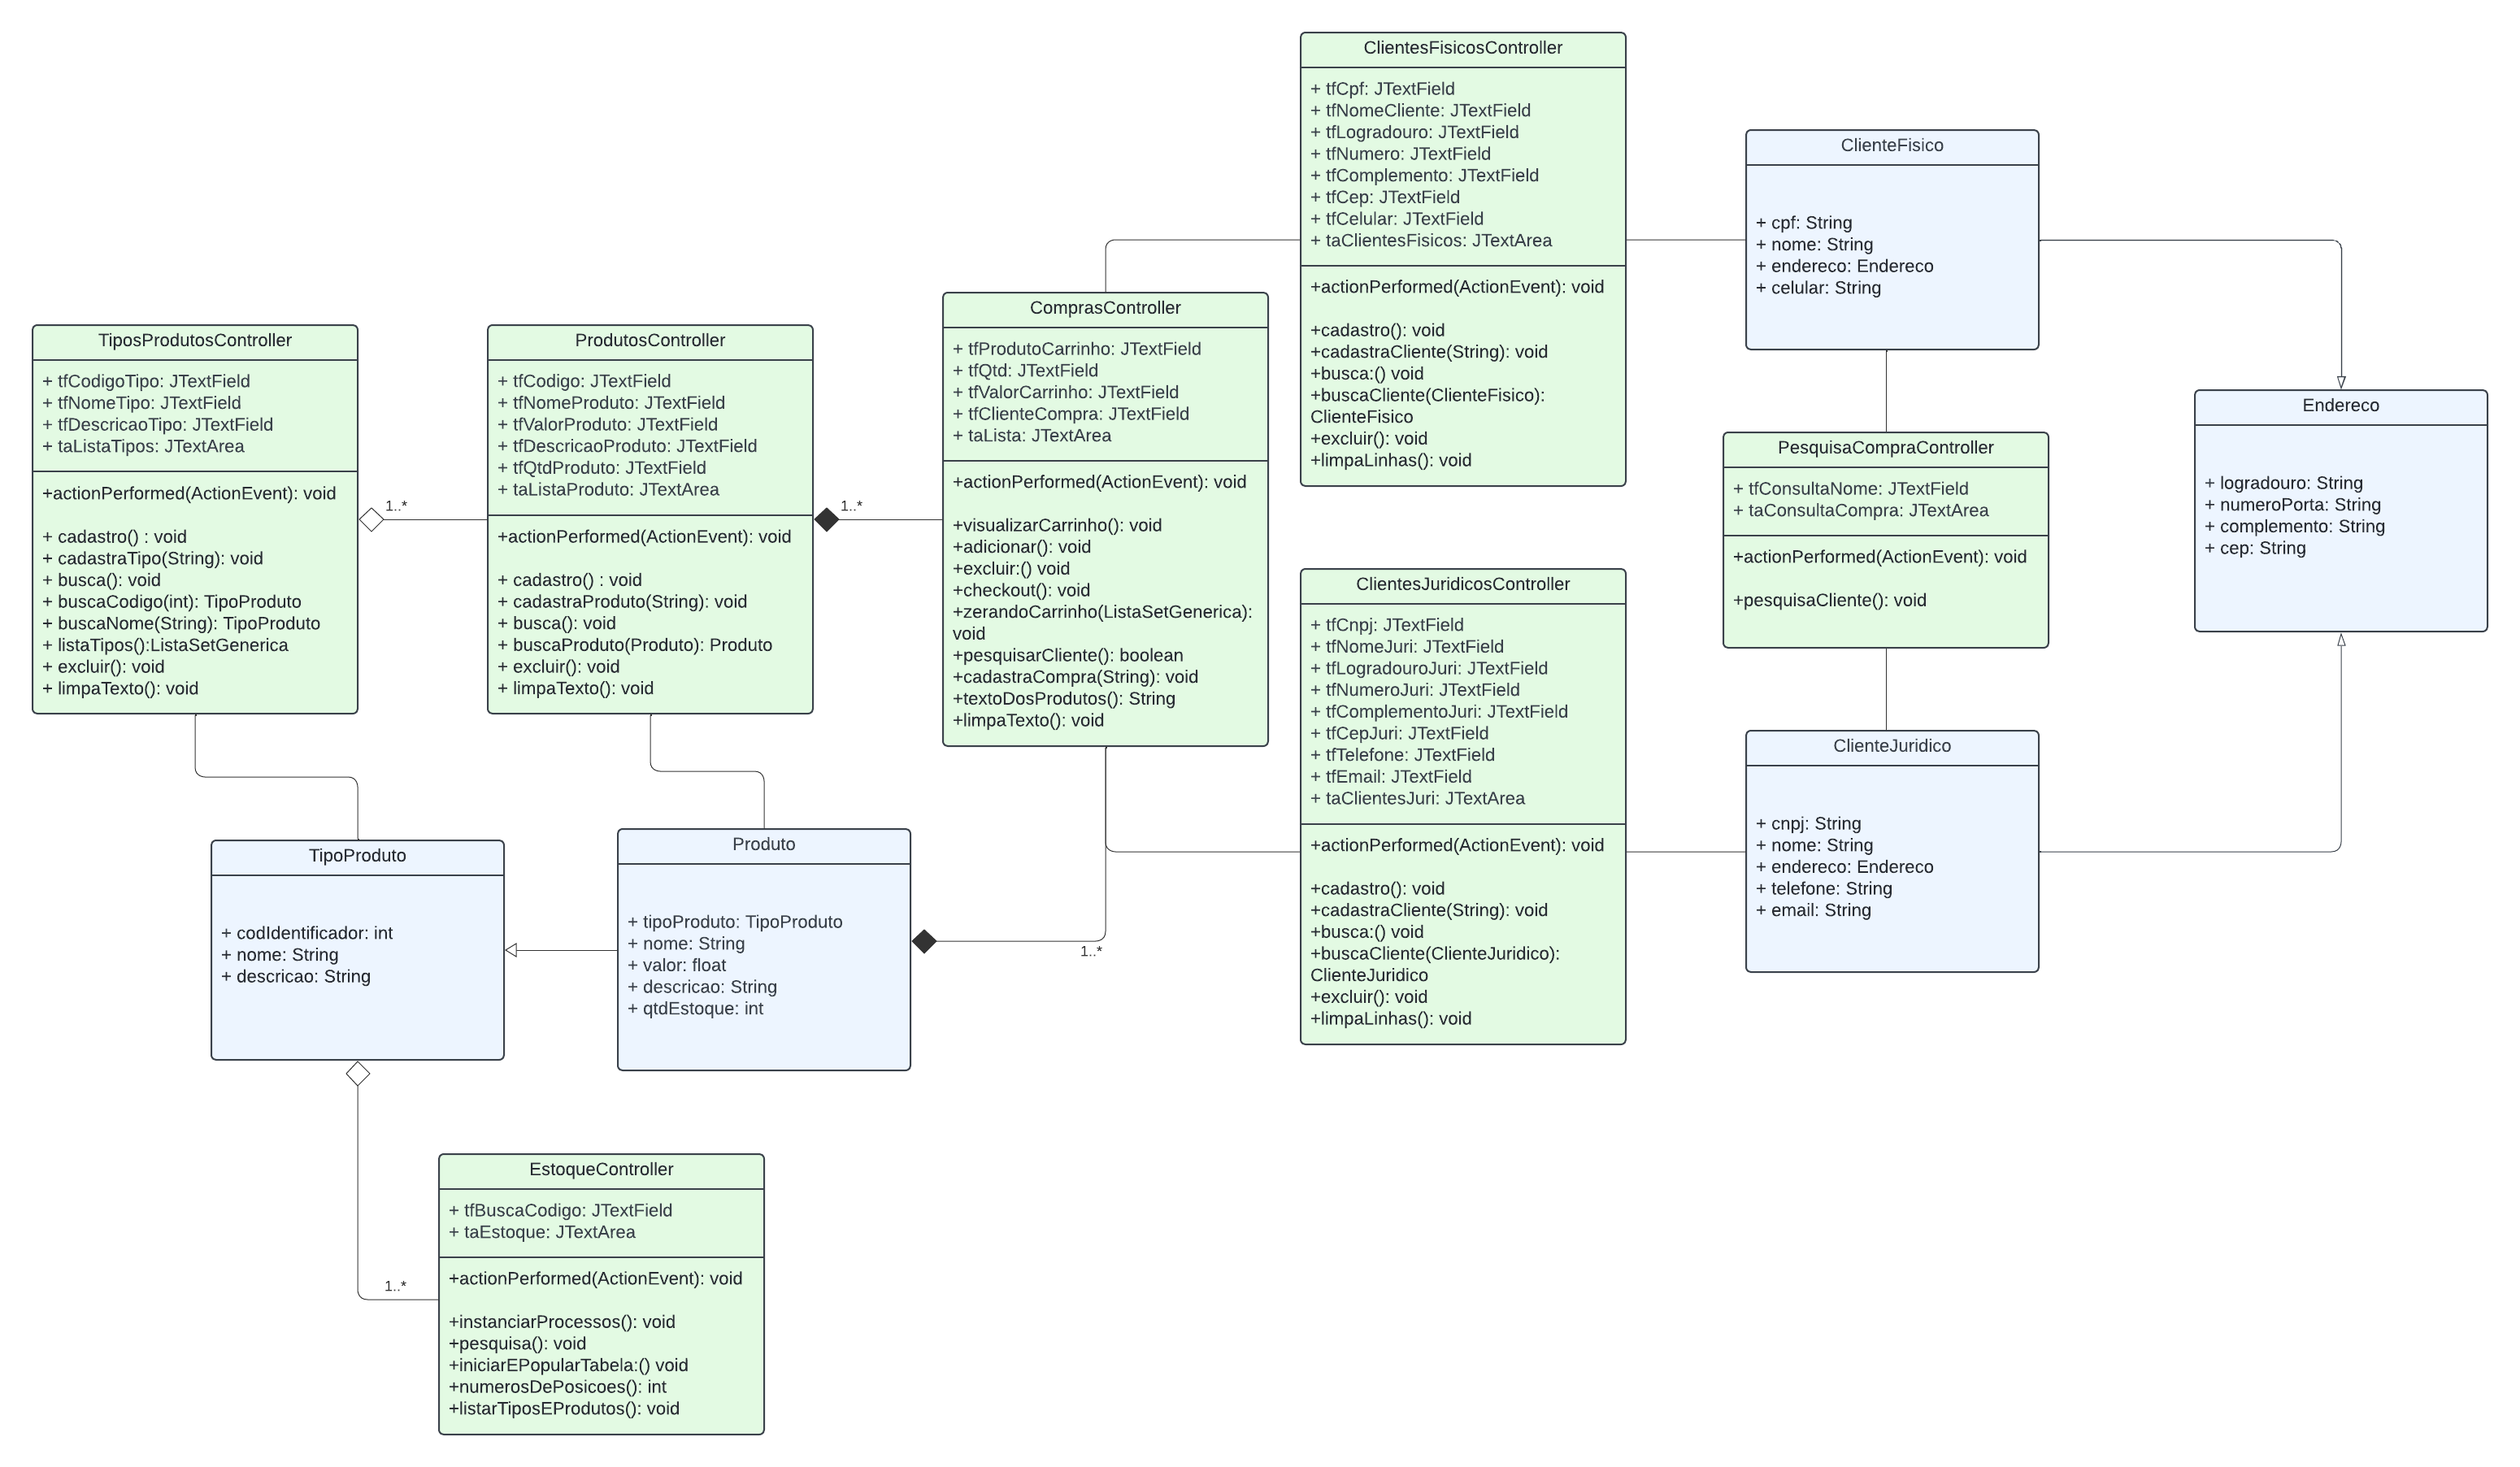 ClientesFisicosController
+ tfCpf: JTextField
+ tfNomeCliente: JTextField
+ tfLogradouro: JTextField
+ tfNumero: JTextField
+ tfComplemento: JTextField
+ tfCep: JTextField
+ tfCelular: JTextField
+ taClientesFisicos: JTextArea
+actionPerformed(ActionEvent): void
+cadastro(): void
+cadastraCliente(String): void
+busca:() void
+buscaCliente(ClienteFisico):
ClienteFisico
+excluir(): void
+limpaLinhas(): void
ClienteFisico
+ cpf: String
+ nome: String
+ endereco: Endereco
+ celular: String
TiposProdutosController
+ tfCodigoTipo: JTextField
+ tfNomeTipo: JTextField
+ tfDescricaoTipo: JTextField
+ taListaTipos: JTextArea
+actionPerformed(ActionEvent): void
+ cadastro() : void
+ cadastraTipo(String): void
+ busca(): void
+ buscaCodigo(int): TipoProduto
+ buscaNome(String): TipoProduto
+ listaTipos():ListaSetGenerica
+ excluir(): void
+ limpaTexto(): void
1..*
ProdutosController
+ tfCodigo: JTextField
+ tfNomeProduto: JTextField
+ tfValorProduto: JTextField
+ tfDescricaoProduto: JTextField
+ tfQtdProduto: JTextField
+ taListaProduto: JTextArea
+actionPerformed(ActionEvent): void
+ cadastro() : void
+ cadastraProduto(String): void
+ busca(): void
+ buscaProduto(Produto): Produto
+ excluir(): void
+ limpaTexto(): void
1..*
ComprasController
+ tfProdutoCarrinho: JTextField
+ tfQtd: JTextField
+ tfValorCarrinho: JTextField
+ tfClienteCompra: JTextField
+ taLista: JTextArea
+actionPerformed(ActionEvent): void
+visualizarCarrinho(): void
+adicionar(): void
+excluir:() void
+checkout(): void
+zerandoCarrinho(ListaSetGenerica):
void
+pesquisarCliente(): boolean
+cadastraCompra(String): void
+textoDosProdutos(): String
+limpaTexto(): void
PesquisaCompraController
+ tfConsultaNome: JTextField
+ taConsultaCompra: JTextArea
+actionPerformed(ActionEvent): void
+pesquisaCliente(): void
Endereco
+ logradouro: String
+ numeroPorta: String
+ complemento: String
+ cep: String
ClientesJuridicosController
+ tfCnpj: JTextField
+ tfNomeJuri: JTextField
+ tfLogradouroJuri: JTextField
+ tfNumeroJuri: JTextField
+ tfComplementoJuri: JTextField
+ tfCepJuri: JTextField
+ tfTelefone: JTextField
+ tfEmail: JTextField
+ taClientesJuri: JTextArea
+actionPerformed(ActionEvent): void
+cadastro(): void
+cadastraCliente(String): void
+busca:() void
+buscaCliente(ClienteJuridico):
ClienteJuridico
+excluir(): void
+limpaLinhas(): void
ClienteJuridico
+ cnpj: String
+ nome: String
+ endereco: Endereco
+ telefone: String
+ email: String
TipoProduto
+ codIdentificador: int
+ nome: String
+ descricao: String
Produto
+ tipoProduto: TipoProduto
+ nome: String
+ valor: float
+ descricao: String
+ qtdEstoque: int
1..*
EstoqueController
+ tfBuscaCodigo: JTextField
+ taEstoque: JTextArea
+actionPerformed(ActionEvent): void
+instanciarProcessos(): void
+pesquisa(): void
+iniciarEPopularTabela:() void
+numerosDePosicoes(): int
+listarTiposEProdutos(): void
1..*